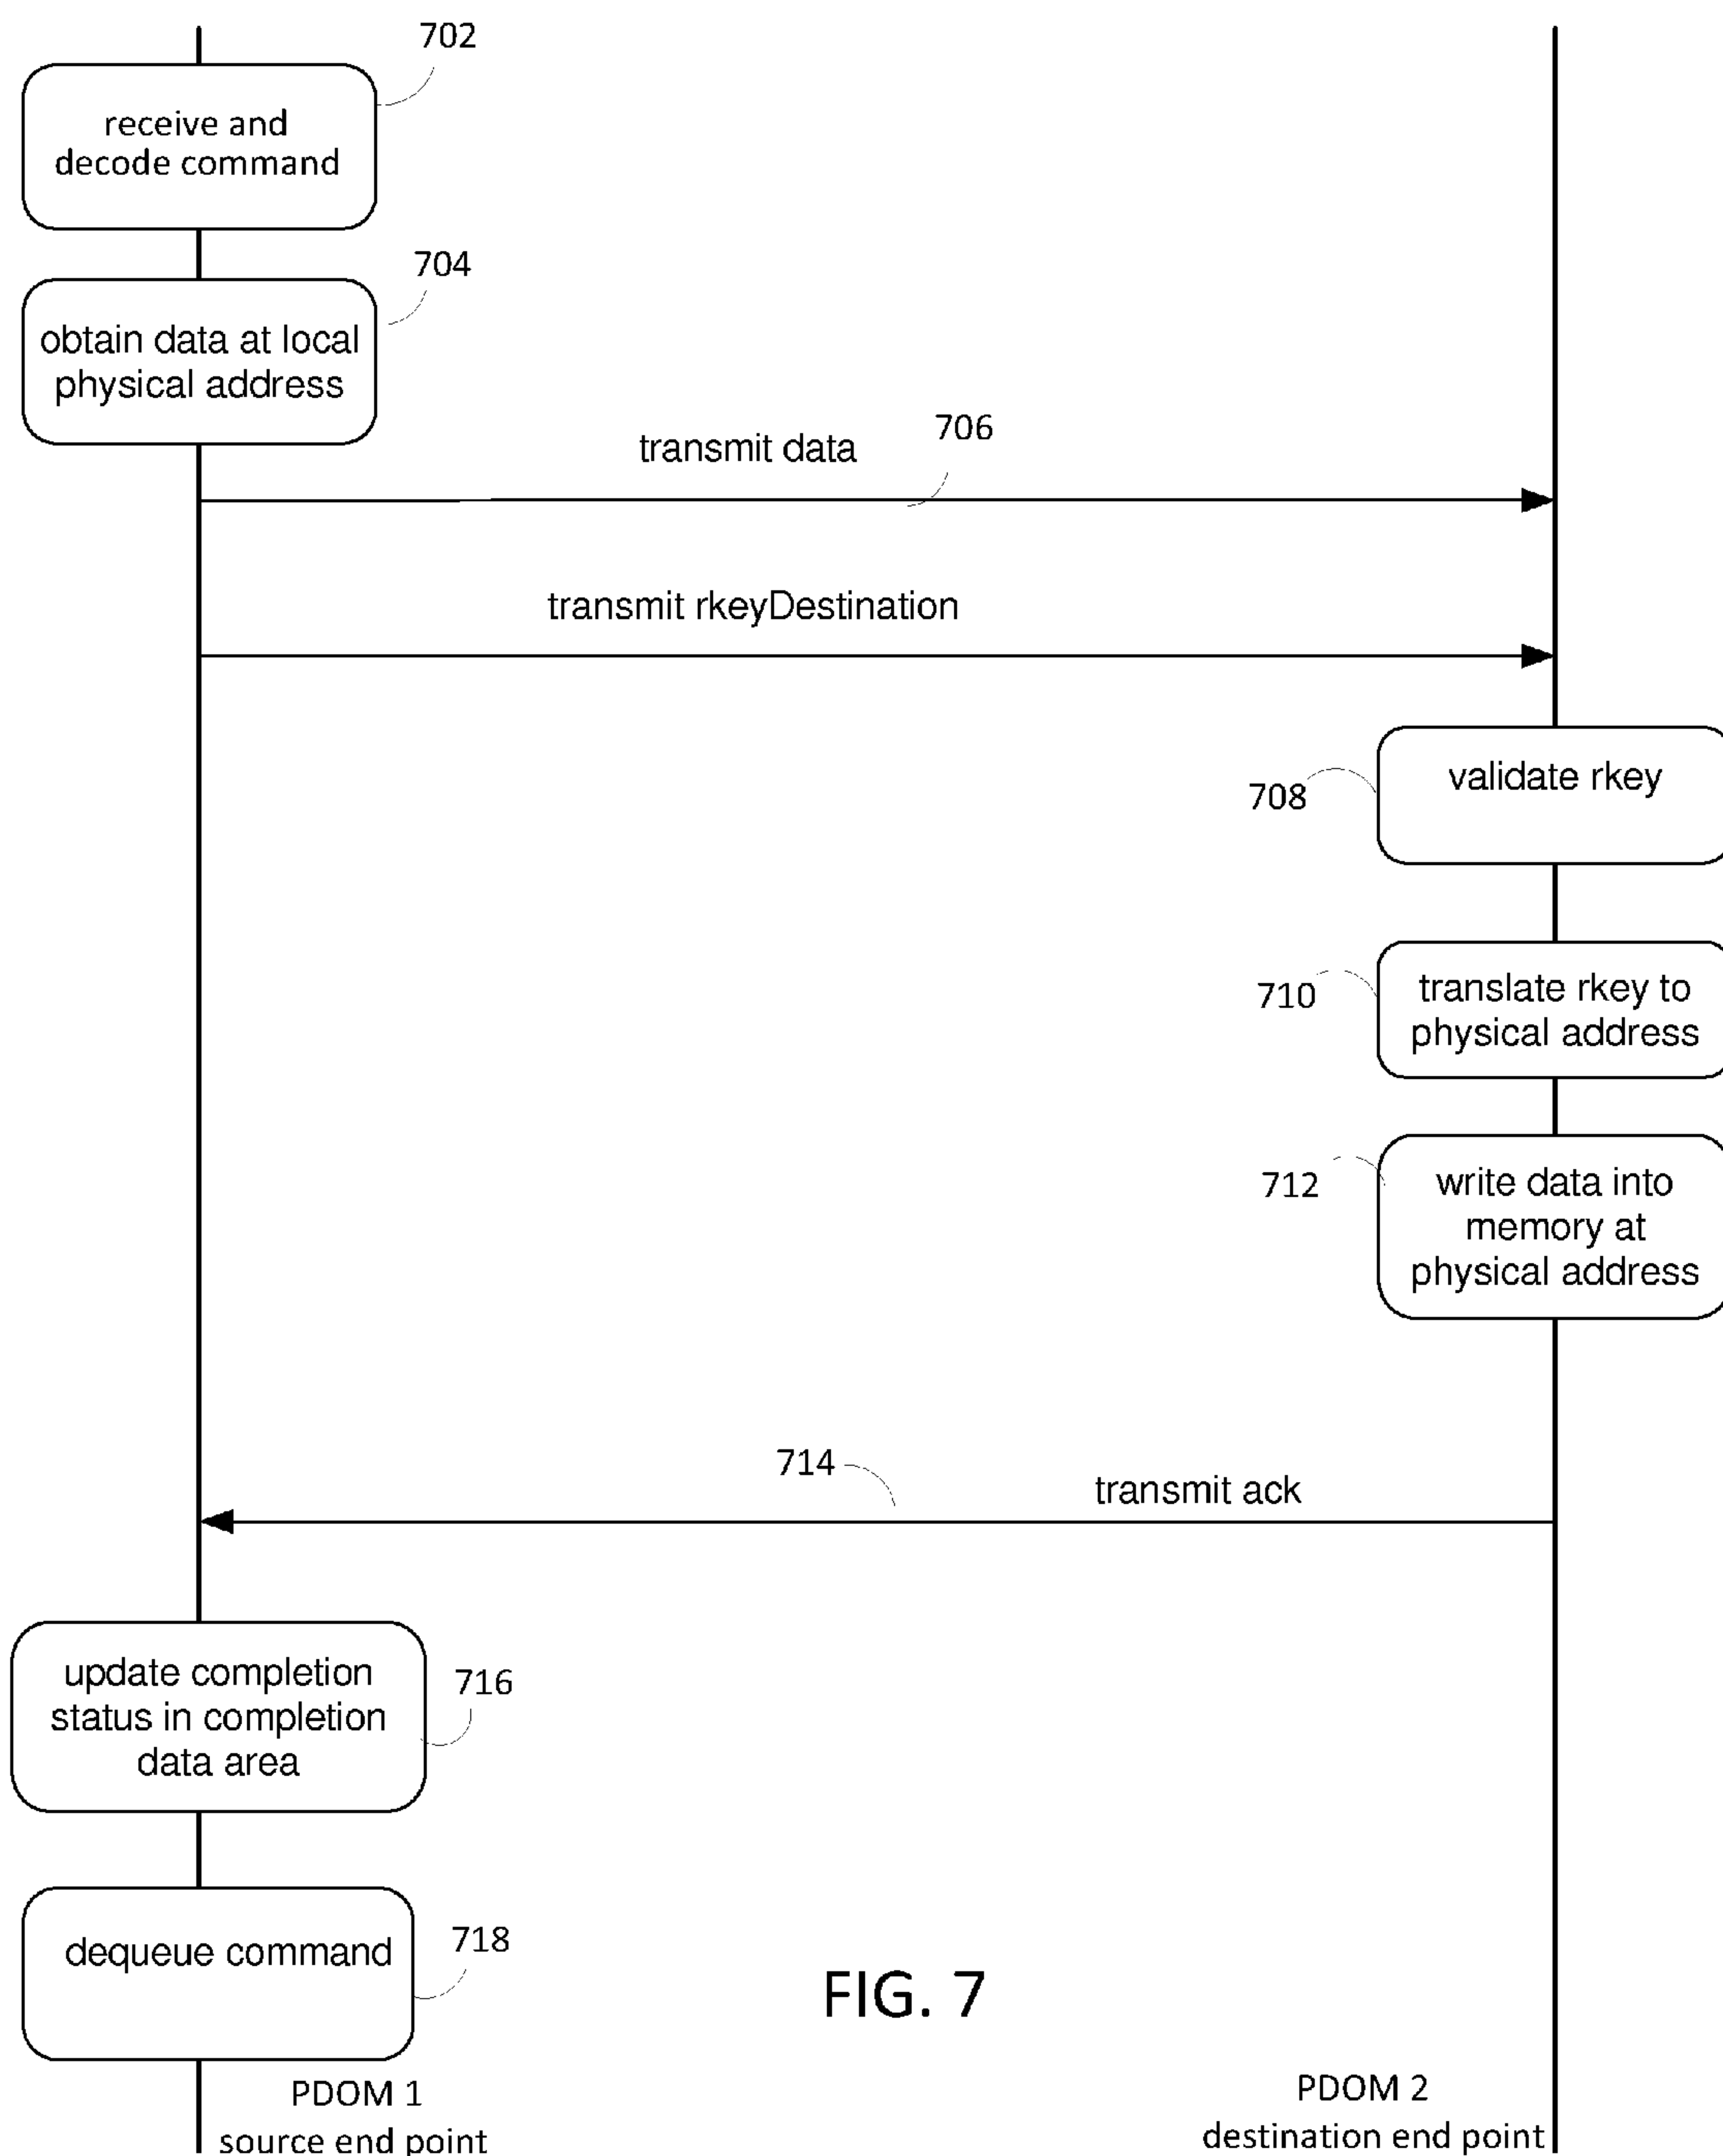 702
receive and
decode command
704
obtain data at local
physical address
706
transmit data
transmit rkeyDestination
validate rkey
708
710
translate rkey to
physical address
712
write data into
memory at
physical address
714
transmit ack
update completion
status in completion
data area
716
dequeue command
718
FIG. 7
PDOM 1
source end point
PDOM 2
destination end point